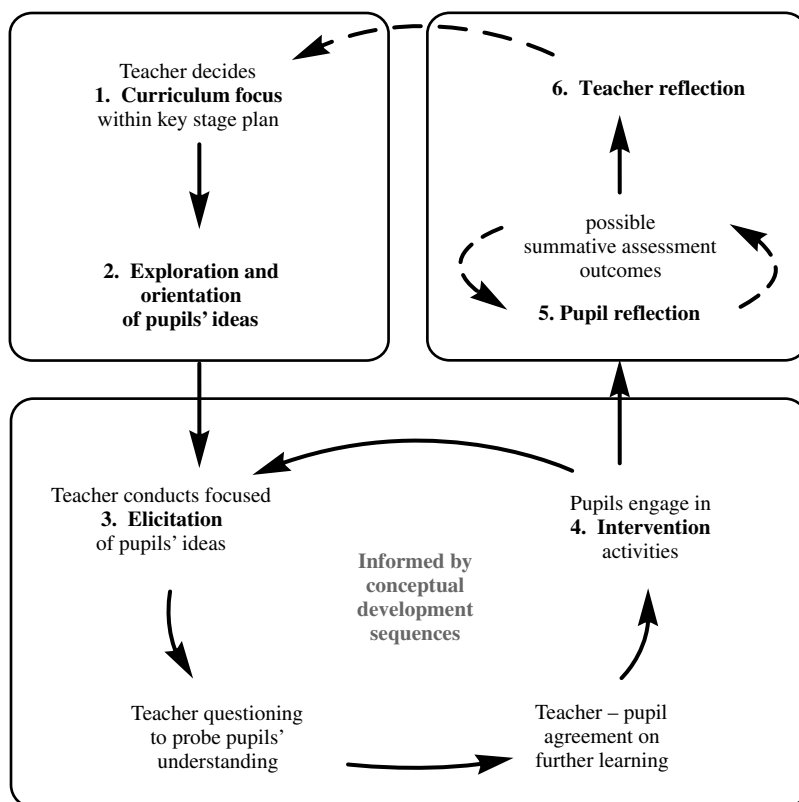 Teacher decides
1. Curriculum focus
within key stage plan
2. Exploration and
orientation
of pupils’ ideas
6. Teacher reflection
possible
summative assessment
outcomes
5. Pupil reflection
Teacher conducts focused
3. Elicitation
of pupils’ ideas
Pupils engage in
4. Intervention
activities
Informed by
conceptual
development
sequences
Teacher questioning
to probe pupils’
understanding
Teacher – pupil
agreement on
further learning